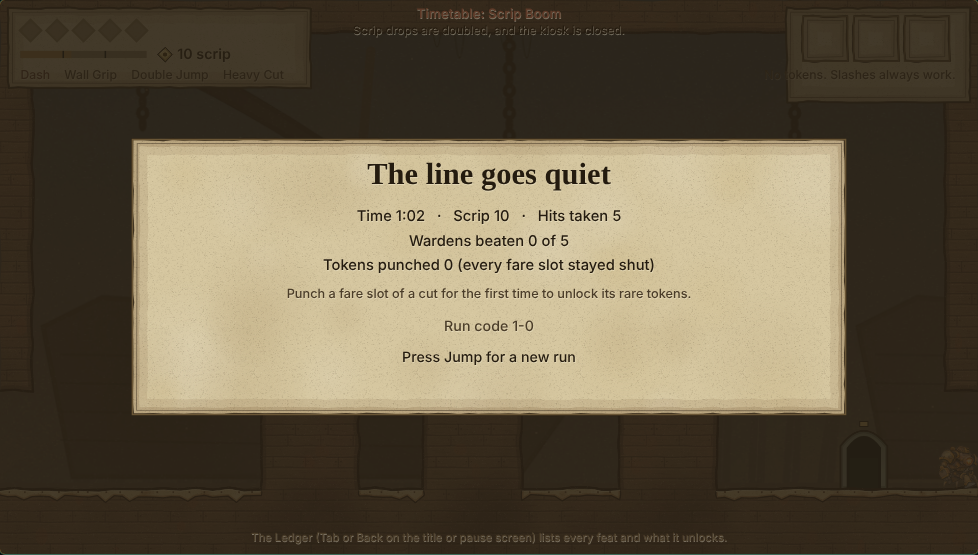 Timetable: Scrip Boom
Scrip drops are doubled, and the kiosk is closed.
10 scrip
Dash Wall Grip Double Jump Heavy Cut
No tokens. Slashes always work.
The line goes quiet
Time 1:02 · Scrip 10 · Hits taken 5
Wardens beaten 0 of 5
Tokens punched 0 (every fare slot stayed shut)
Punch a fare slot of a cut for the first time to unlock its rare tokens.
Run code 1-0
Press Jump for a new run
The Ledger (Tab or Back on the title or pause screen) lists every feat and what it unlocks.